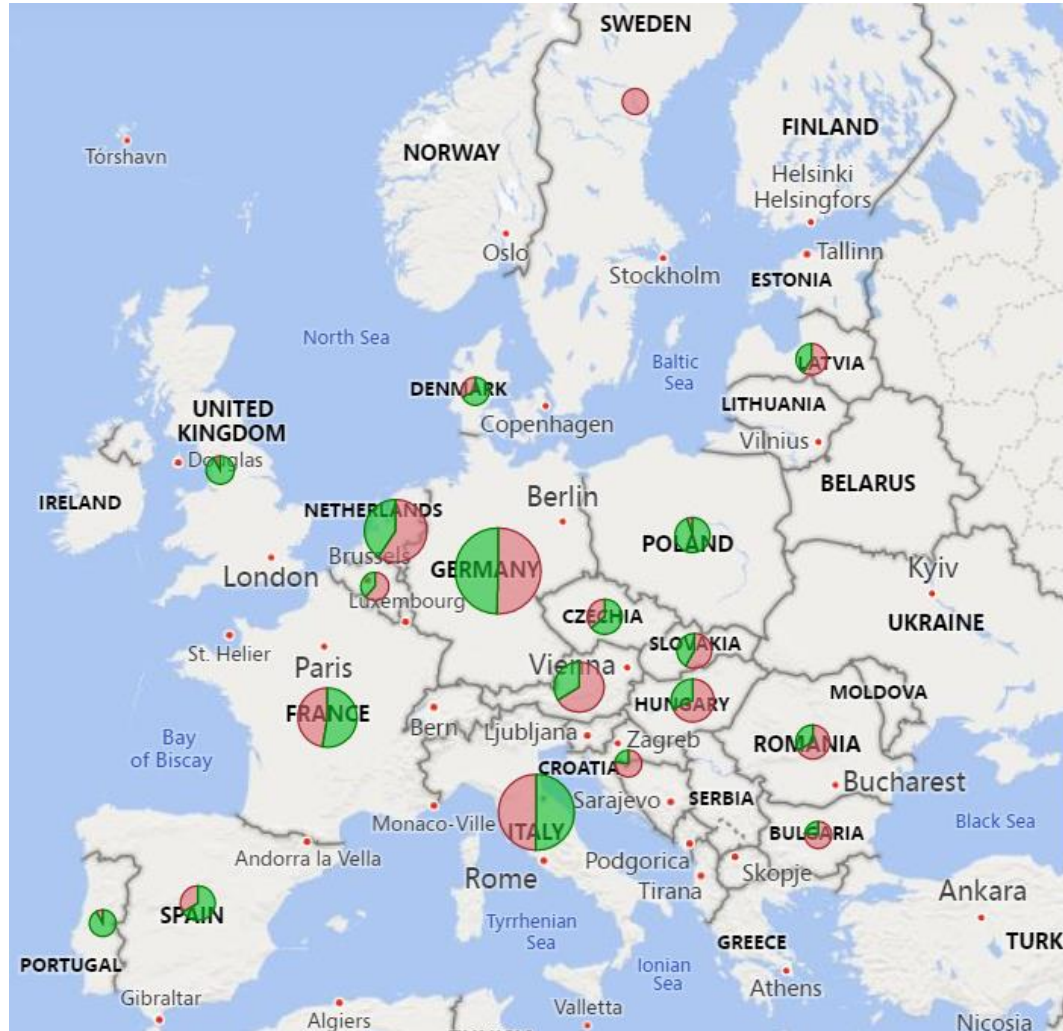 SWEDEN
FINLAND
Tórshavn
NORWAY
Helsinki
Helsingfors
Oslo
Tallinn
Stockholm
ESTONIA
North Sea
Baltic
Sea
LATVIA
DENMARK
LITHUANIA
UNITED
KINGDOM
Copenhagen
Vilnius
Douglas
BELARUS
IRELAND
NETHERLANDS
Berlin
POLAND
Brussels
GERMANY
London
Kyiv
Luxembourg
CZECHIA
UKRAINE
SLOVAKIA
St. Helier
Paris
Vienna
MOLDOVA
HUNGARY
FRANCE
Bern
Ljubljana
Zagreb
ROMANIA
Bay
of Biscay
CROATIA
Bucharest
SERBIA
Sarajevo
Monaco-Ville
ITALY
BULGARIA
Black Sea
Andorra la Vella
Podgorica
Skopje
Rome
Tirana
Ankara
SPAIN
Tyrrhenian
Sea
GREECE
TURK
PORTUGAL
Ionian
Sea
Athens
Gibraltar
Algiers
Valletta
Nicosia